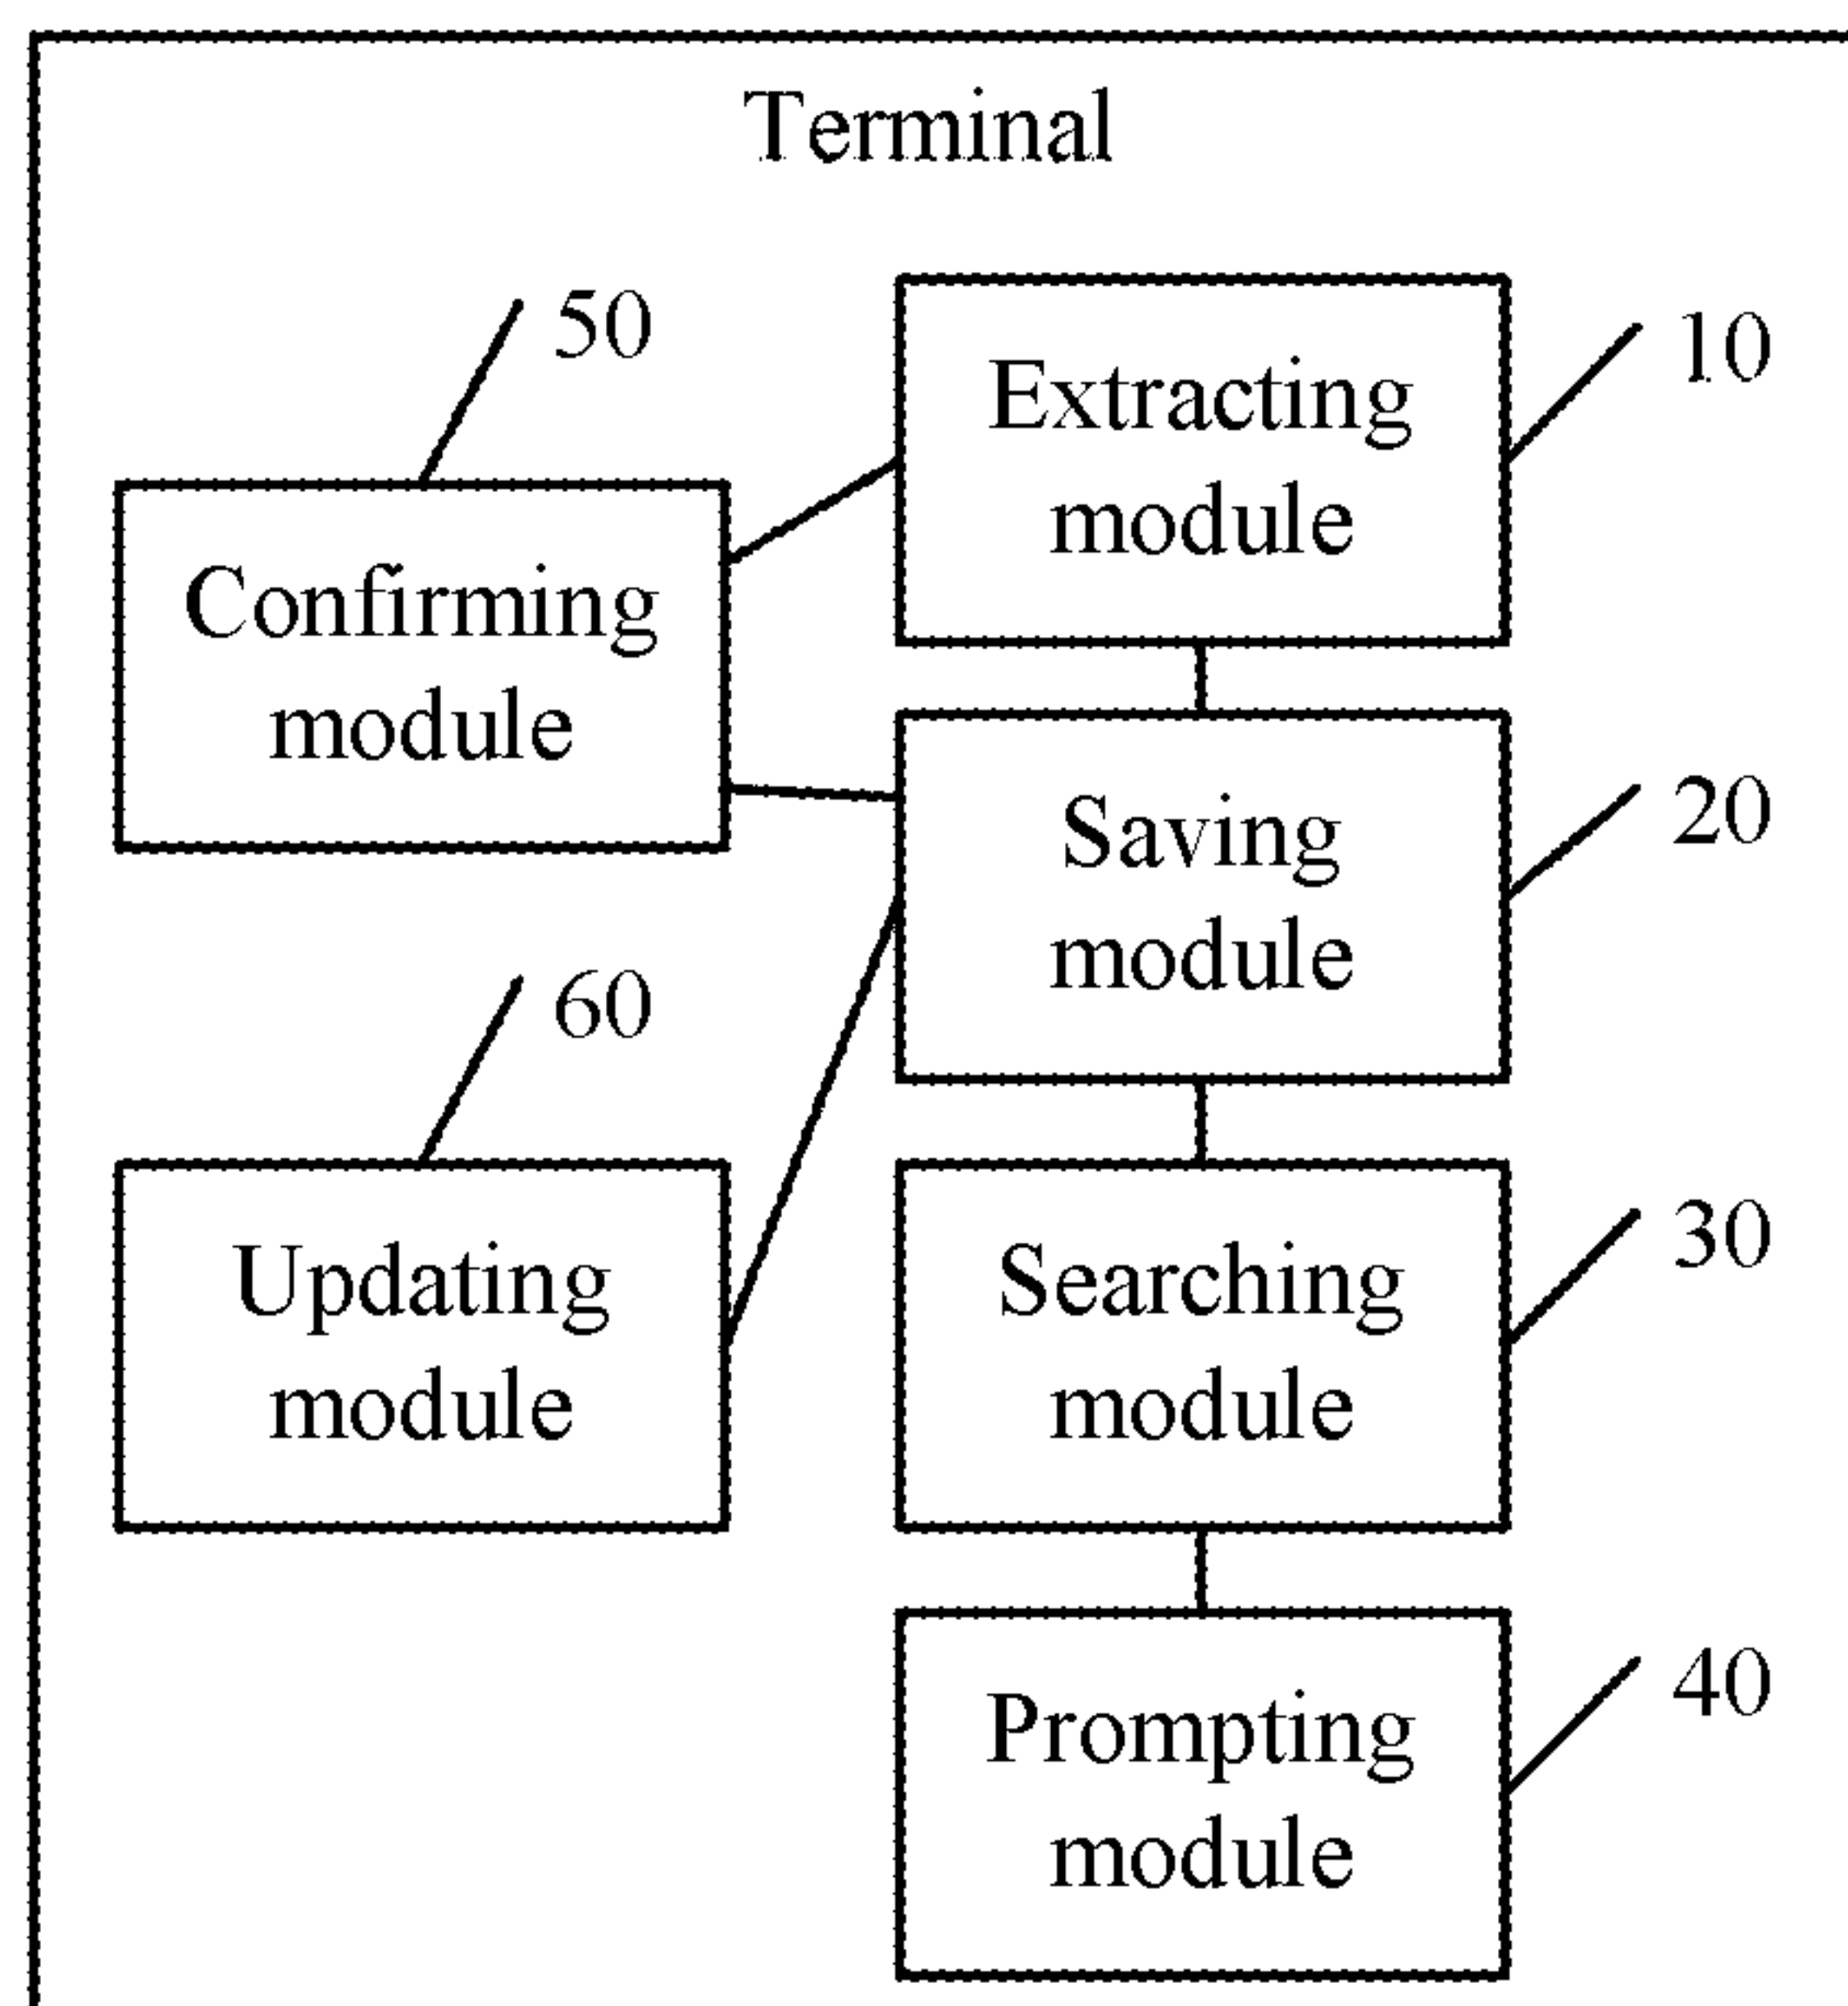 Terminal
50
10
Extracting
module
Confirming
module
20
Saving
module
60
30
Updating
module
Searching
module
40
Prompting
module